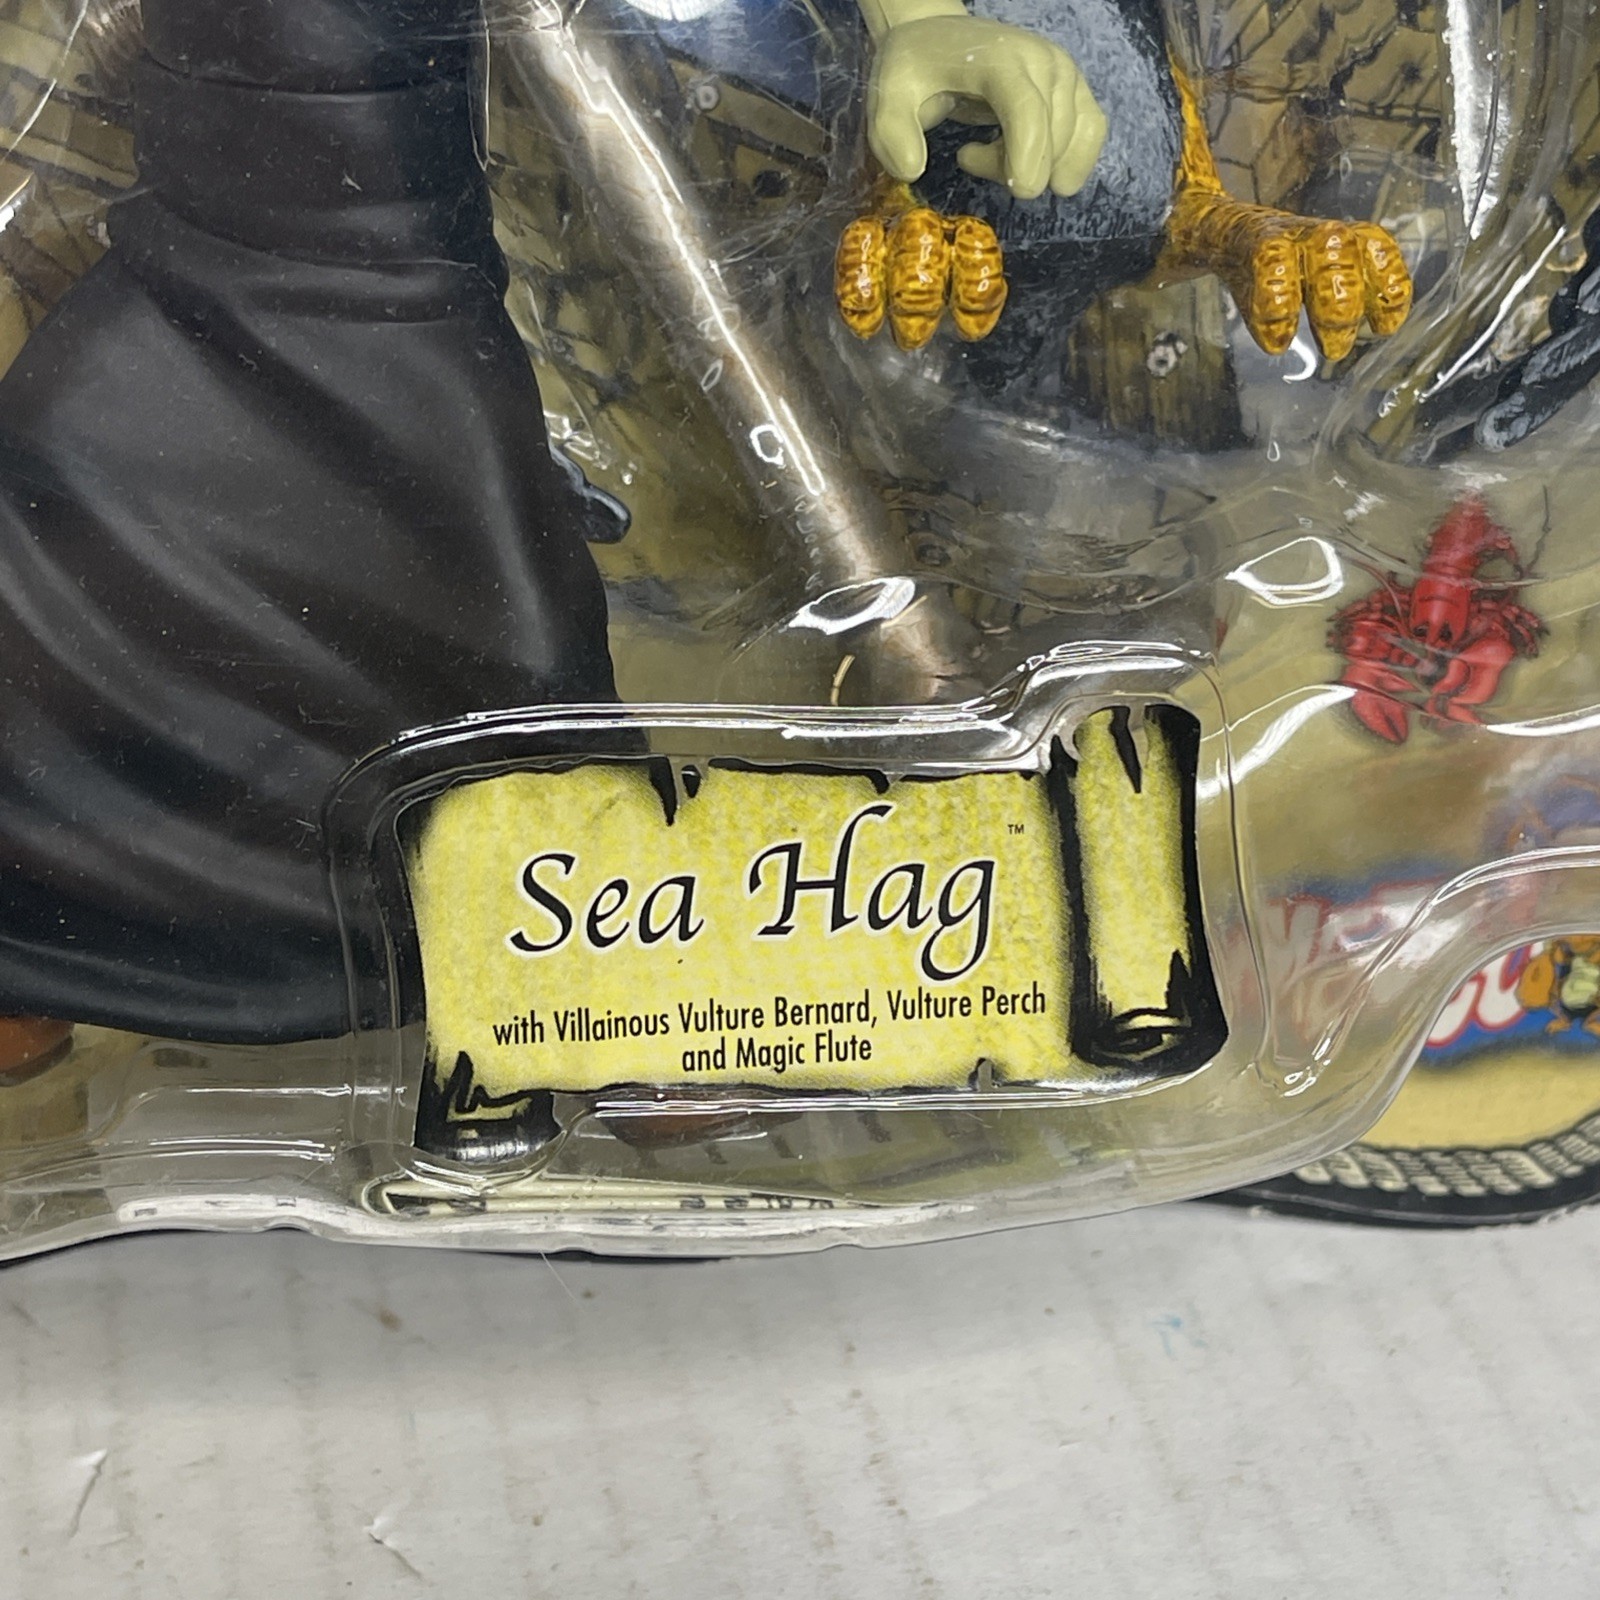 Sea Hag™
with Villainous Vulture Bernard, Vulture Perch
and Magic Flute